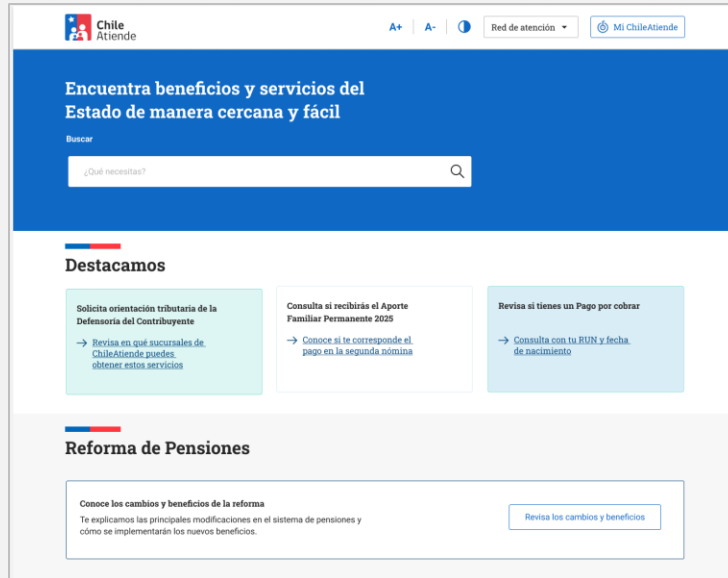 Chile
Atiende
A+
A-
Red de atención
Mi ChileAtiende
Encuentra beneficios y servicios del
Estado de manera cercana y fácil
Buscar
¿Qué necesitas?
Destacamos
Solicita orientación tributaria de la
Defensoría del Contribuyente
Revisa en qué sucursales de
ChileAtiende puedes
obtener estos servicios
Consulta si recibirás el Aporte
Familiar Permanente 2025
Conoce si te corresponde el
pago en la segunda nómina
Revisa si tienes un Pago por cobrar
Consulta con tu RUN y fecha
de nacimiento
Reforma de Pensiones
Conoce los cambios y beneficios de la reforma
Te explicamos las principales modificaciones en el sistema de pensiones y
cómo se implementarán los nuevos beneficios.
Revisa los cambios y beneficios